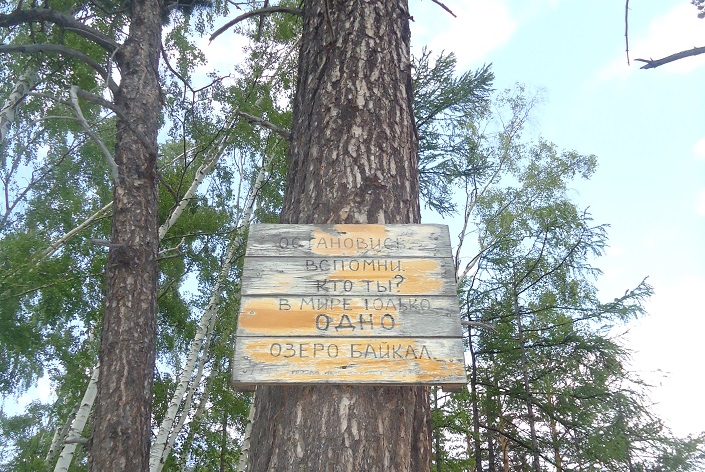 ОСТАНОВИСЬ
ВСПОМНИ
КТО ТЫ?
В МИРЕ ТОЛЬКО
ОДНО
ОЗЕРО БАЙКАЛ